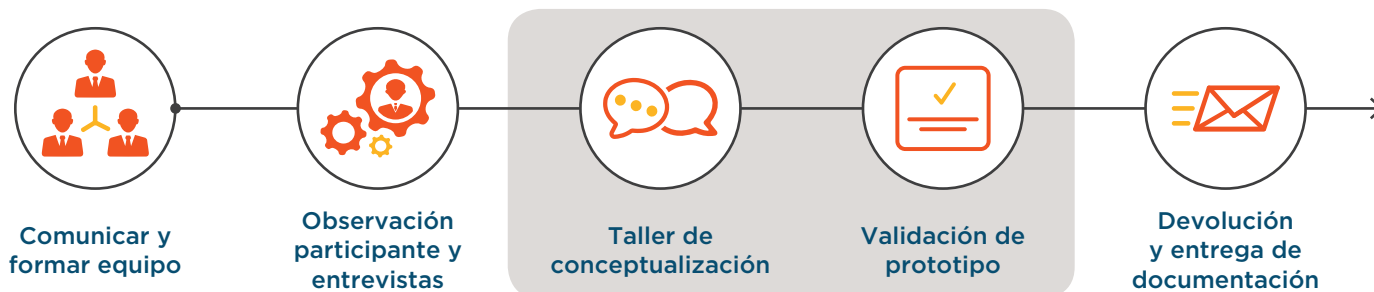 Comunicar y
formar equipo
Observación
participante y
entrevistas
Taller de
conceptualización
Validación de
prototipo
Devolución
y entrega de
documentación